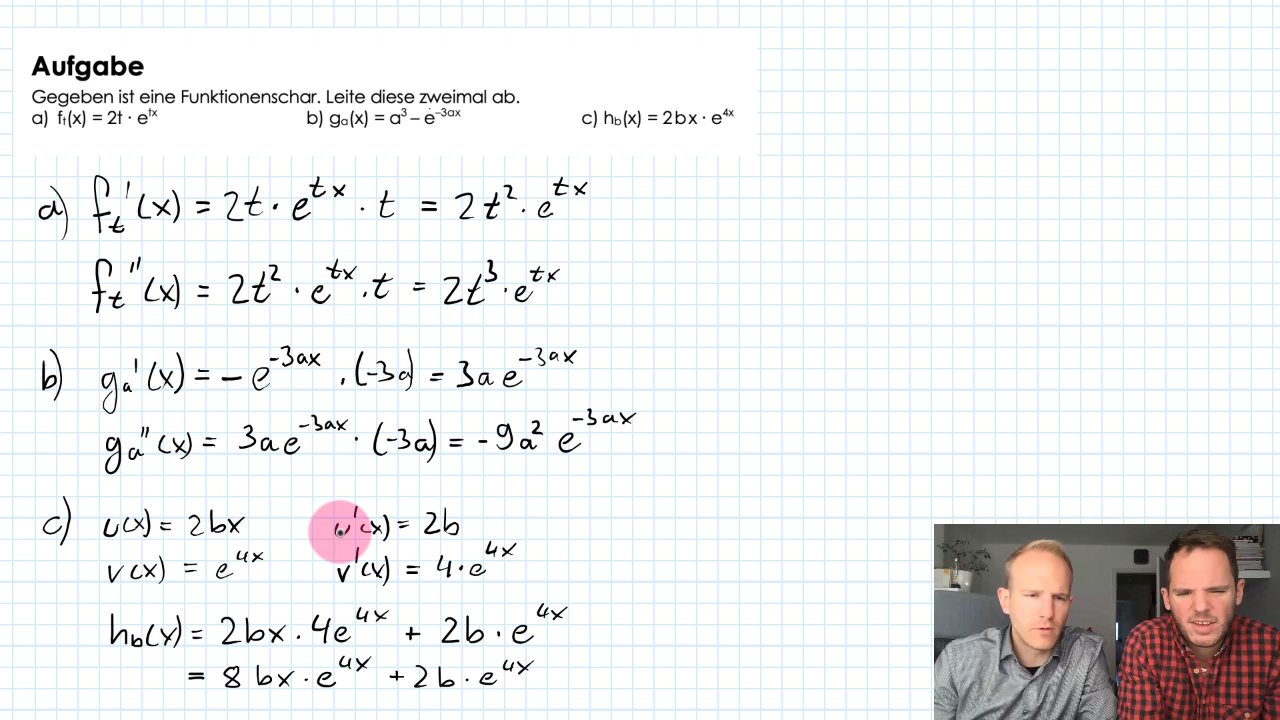 Aufgabe
Gegeben ist eine Funktionenschar. Leite diese zweimal ab.
a) fₜ(x) = 2t · eᵗˣ b) gₐ(x) = a³ – e⁻³ᵃˣ c) h_b(x) = 2bx · e⁴ˣ
a) fₜ'(x) = 2t · eᵗˣ · t = 2t² · eᵗˣ
fₜ''(x) = 2t² · eᵗˣ · t = 2t³ · eᵗˣ
b) gₐ'(x) = – e⁻³ᵃˣ · (-3a) = 3a e⁻³ᵃˣ
gₐ''(x) = 3a e⁻³ᵃˣ · (-3a) = -9a² e⁻³ᵃˣ
c) u(x) = 2bx u'(x) = 2b
v(x) = e⁴ˣ v'(x) = 4 · e⁴ˣ
h_b(x) = 2bx · 4e⁴ˣ + 2b · e⁴ˣ
= 8bx · e⁴ˣ + 2b · e⁴ˣ